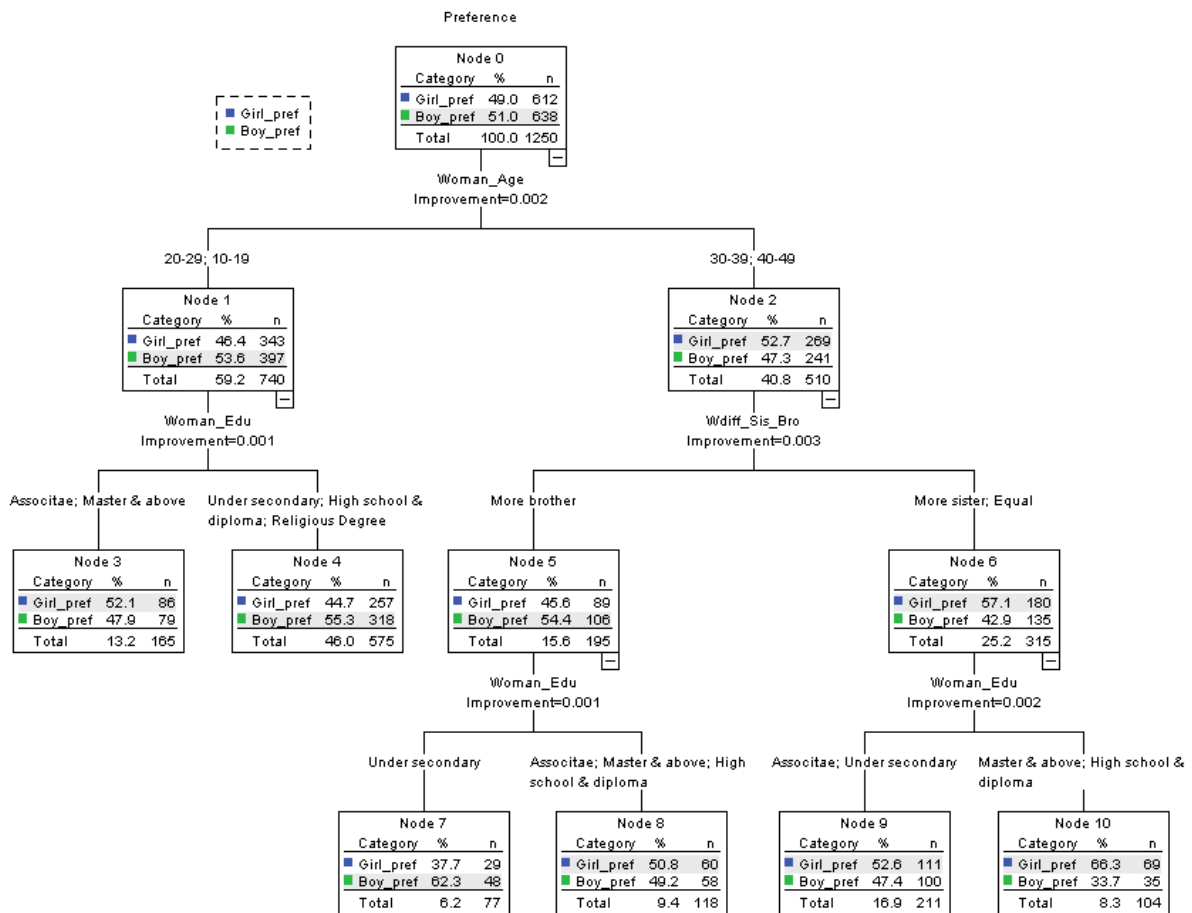 Preference
Node 0
Category % n
Girl_pref 49.0 612
Boy_pref 51.0 638
Total 100.0 1250
Girl_pref
Boy_pref
Woman_Age
Improvement=0.002
20-29; 10-19
30-39; 40-49
Node 1
Category % n
Girl_pref 46.4 343
Boy_pref 53.6 397
Total 59.2 740
Node 2
Category % n
Girl_pref 52.7 269
Boy_pref 47.3 241
Total 40.8 510
Woman_Edu
Improvement=0.001
Wdiff_Sis_Bro
Improvement=0.003
Associtae; Master & above
Under secondary; High school &
diploma; Religious Degree
More brother
More sister; Equal
Node 3
Category % n
Girl_pref 52.1 86
Boy_pref 47.9 79
Total 13.2 165
Node 4
Category % n
Girl_pref 44.7 257
Boy_pref 55.3 318
Total 46.0 575
Node 5
Category % n
Girl_pref 45.6 89
Boy_pref 54.4 106
Total 15.6 195
Node 6
Category % n
Girl_pref 57.1 180
Boy_pref 42.9 135
Total 25.2 315
Woman_Edu
Improvement=0.001
Woman_Edu
Improvement=0.002
Under secondary
Associtae; Master & above; High
school & diploma
Associtae; Under secondary
Master & above; High school &
diploma
Node 7
Category % n
Girl_pref 37.7 29
Boy_pref 62.3 48
Total 6.2 77
Node 8
Category % n
Girl_pref 50.8 60
Boy_pref 49.2 58
Total 9.4 118
Node 9
Category % n
Girl_pref 52.6 111
Boy_pref 47.4 100
Total 16.9 211
Node 10
Category % n
Girl_pref 66.3 69
Boy_pref 33.7 35
Total 8.3 104